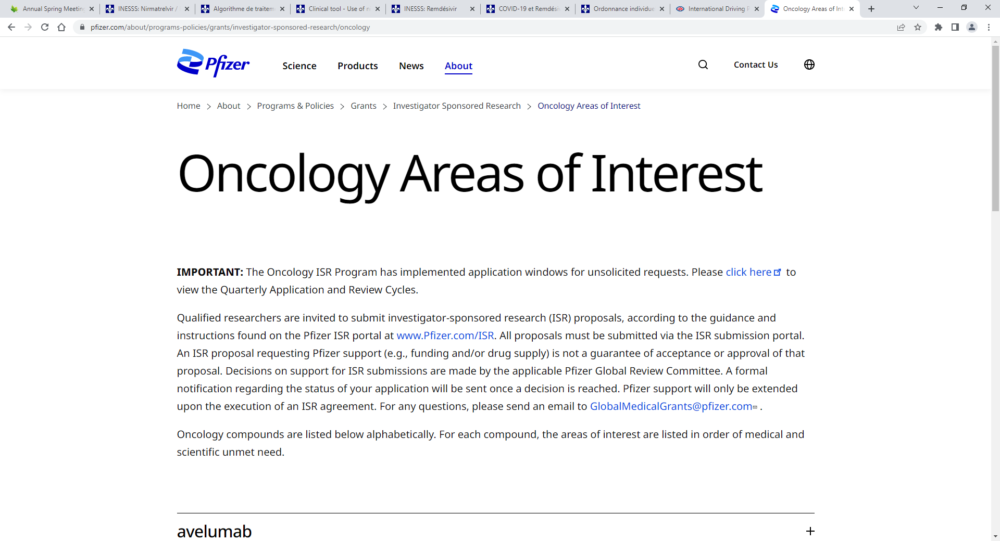 Annual Spring Meeting
INESSS: Nirmatrelvir /
Algorithme de traitem
Clinical tool - Use of n
INESSS: Remdésivir
COVID-19 et Remdési
Ordonnance individue
International Driving P
Oncology Areas of Int
pfizer.com/about/programs-policies/grants/investigator-sponsored-research/oncology
Pfizer
Science
Products
News
About
Contact Us
Home > About > Programs & Policies > Grants > Investigator Sponsored Research > Oncology Areas of Interest
Oncology Areas of Interest
IMPORTANT: The Oncology ISR Program has implemented application windows for unsolicited requests. Please click here to
view the Quarterly Application and Review Cycles.
Qualified researchers are invited to submit investigator-sponsored research (ISR) proposals, according to the guidance and
instructions found on the Pfizer ISR portal at www.Pfizer.com/ISR. All proposals must be submitted via the ISR submission portal.
An ISR proposal requesting Pfizer support (e.g., funding and/or drug supply) is not a guarantee of acceptance or approval of that
proposal. Decisions on support for ISR submissions are made by the applicable Pfizer Global Review Committee. A formal
notification regarding the status of your application will be sent once a decision is reached. Pfizer support will only be extended
upon the execution of an ISR agreement. For any questions, please send an email to GlobalMedicalGrants@pfizer.com .
Oncology compounds are listed below alphabetically. For each compound, the areas of interest are listed in order of medical and
scientific unmet need.
avelumab